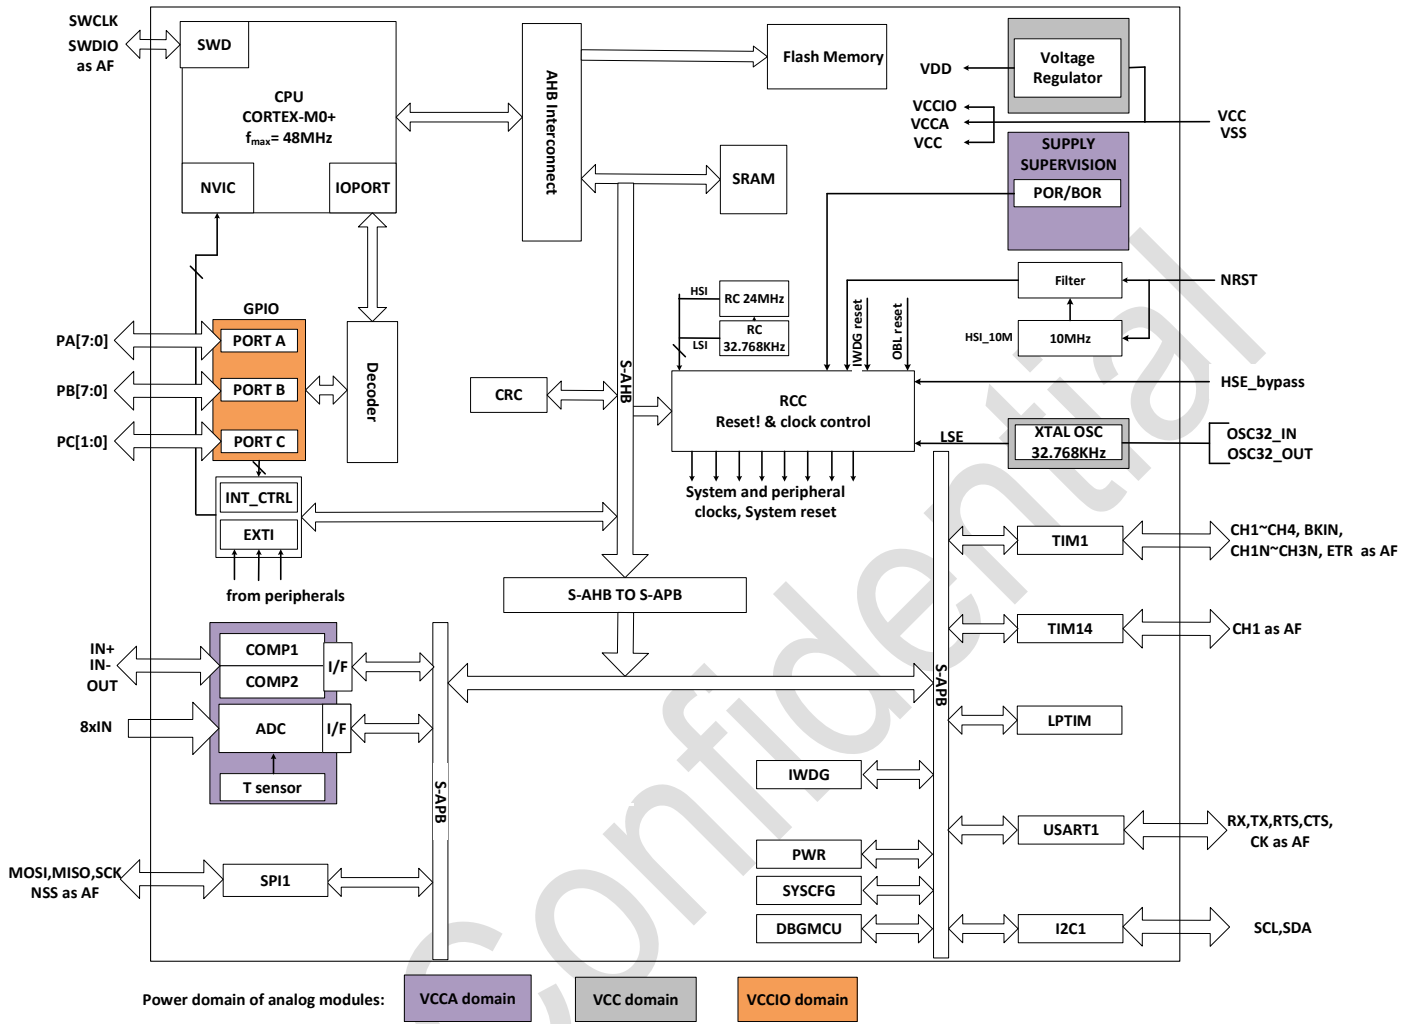 SWCLK
SWDIO
as AF
SWD
CPU
CORTEX-M0+
fmax= 48MHz
NVIC
IOPORT
AHB Interconnect
Flash Memory
SRAM
Voltage
Regulator
VDD
VCCIO
VCCA
VCC
VCC
VSS
SUPPLY
SUPERVISION
POR/BOR
Filter
NRST
HSI_10M
10MHz
HSI
RC 24MHz
LSI
RC
32.768KHz
IWDG reset
OBL reset
GPIO
PA[7:0]
PORT A
PB[7:0]
PORT B
PC[1:0]
PORT C
Decoder
S-AHB
CRC
RCC
Reset! & clock control
HSE_bypass
LSE
XTAL OSC
32.768KHz
OSC32_IN
OSC32_OUT
System and peripheral
clocks, System reset
INT_CTRL
EXTI
from peripherals
S-AHB TO S-APB
TIM1
CH1~CH4, BKIN,
CH1N~CH3N, ETR as AF
TIM14
CH1 as AF
IN+
IN-
OUT
COMP1
COMP2
I/F
8xIN
ADC
I/F
T sensor
S-APB
S-APB
LPTIM
IWDG
USART1
RX,TX,RTS,CTS,
CK as AF
PWR
SYSCFG
DBGMCU
I2C1
SCL,SDA
MOSI,MISO,SCK
NSS as AF
SPI1
Power domain of analog modules:
VCCA domain
VCC domain
VCCIO domain
Confidential